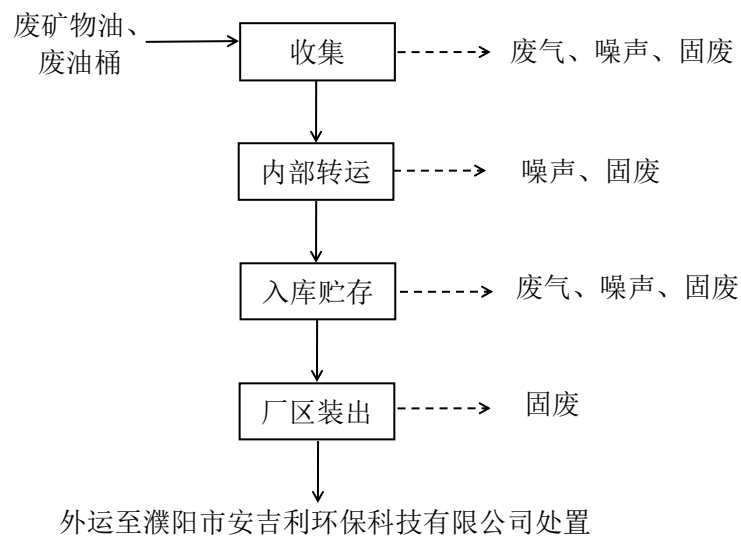 废矿物油、
废油桶
收集
废气、噪声、固废
内部转运
噪声、固废
入库贮存
废气、噪声、固废
厂区装出
固废
外运至濮阳市安吉利环保科技有限公司处置